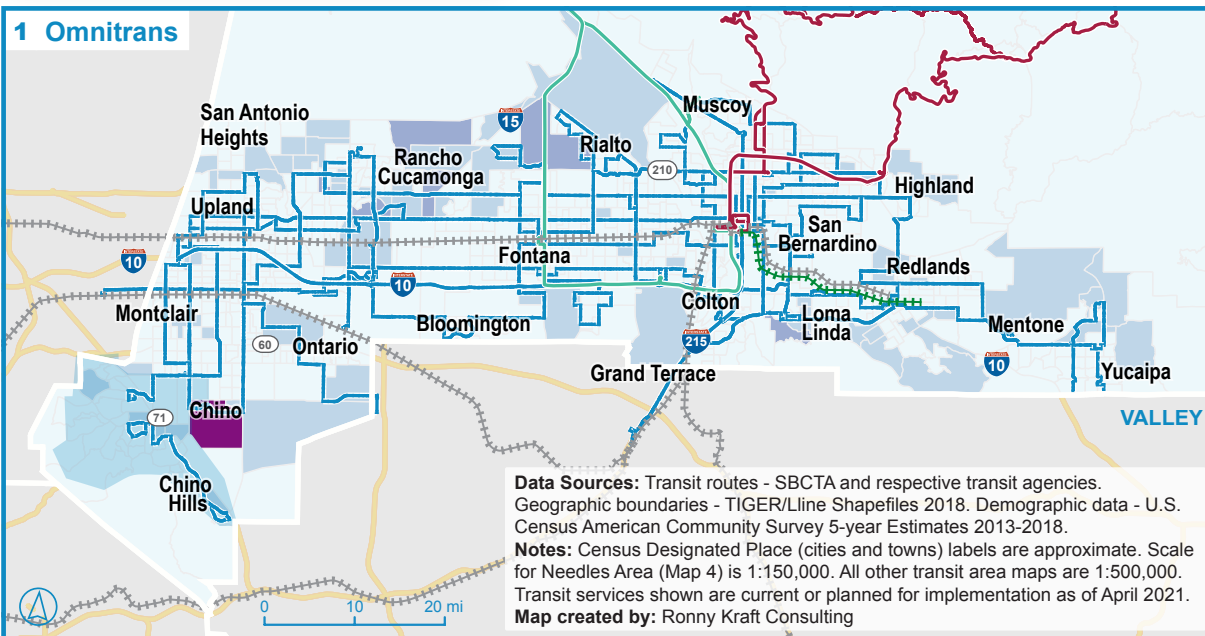 1 Omnitrans
San Antonio
Heights
15
Muscoy
Rialto
Rancho
Cucamonga
210
Highland
Upland
San
Bernardino
10
Fontana
Redlands
10
Montclair
Bloomington
Colton
Loma
Linda
Mentone
60
Ontario
215
10
Grand Terrace
Yucaipa
Chino
71
VALLEY
Chino
Hills
Data Sources: Transit routes - SBCTA and respective transit agencies.
Geographic boundaries - TIGER/Lline Shapefiles 2018. Demographic data - U.S.
Census American Community Survey 5-year Estimates 2013-2018.
Notes: Census Designated Place (cities and towns) labels are approximate. Scale
for Needles Area (Map 4) is 1:150,000. All other transit area maps are 1:500,000.
Transit services shown are current or planned for implementation as of April 2021.
Map created by: Ronny Kraft Consulting
0 10 20 mi